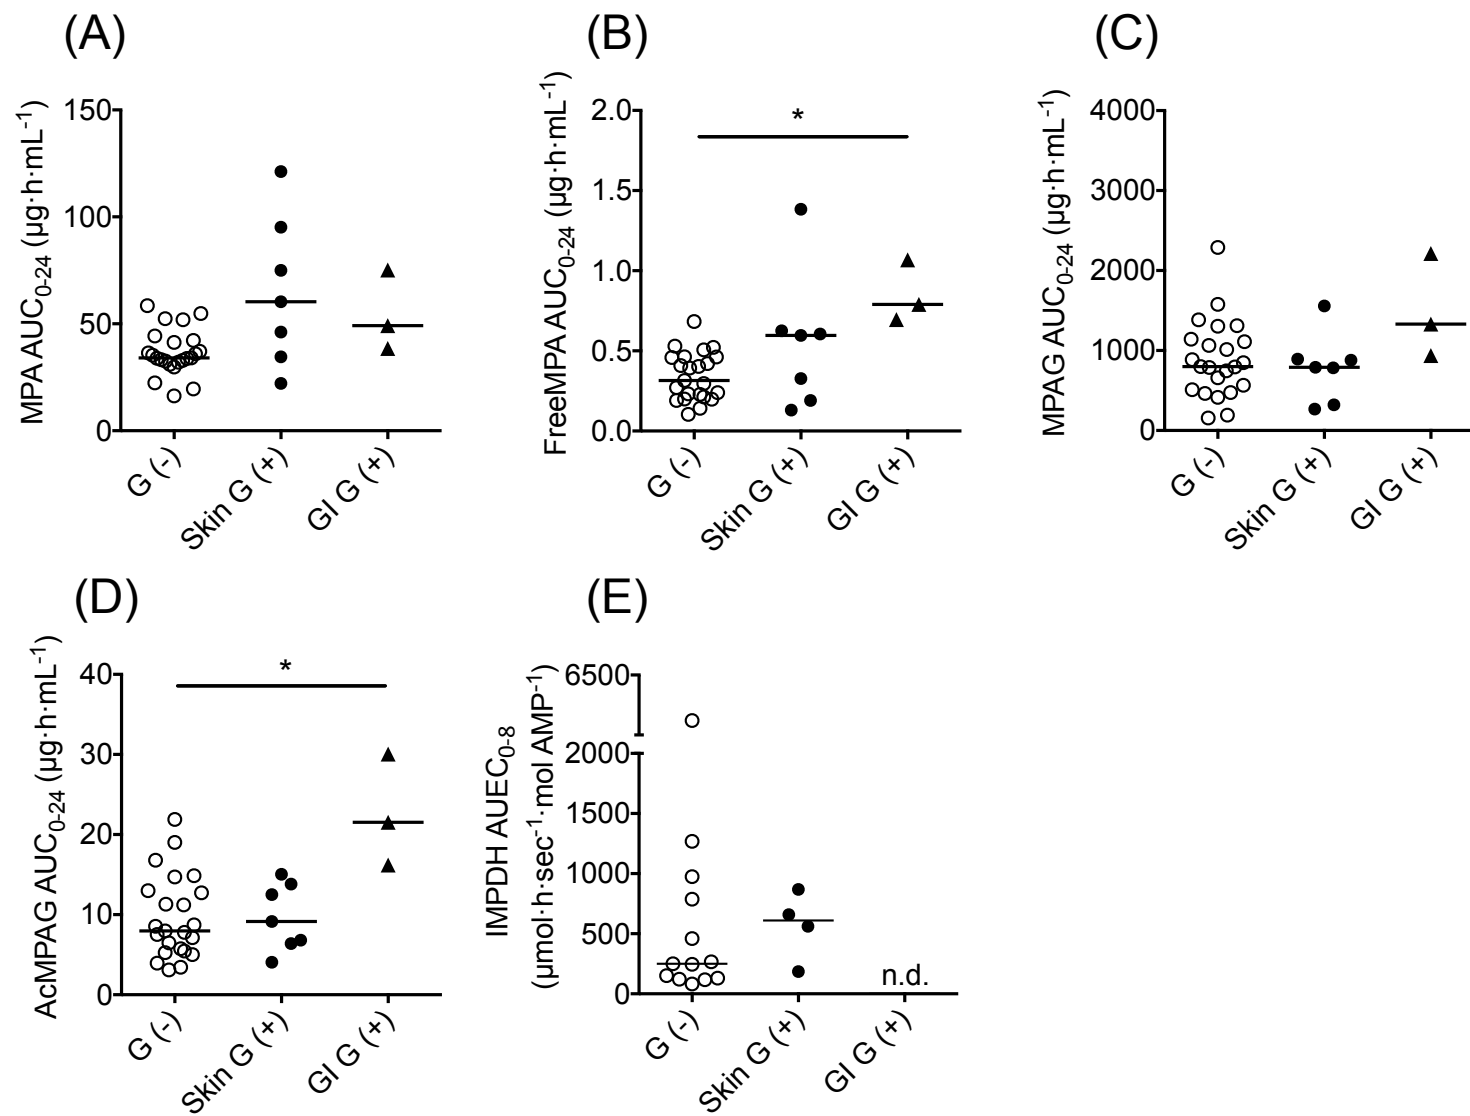 (A)
MPA AUC0-24 (µg·h·mL-1)
150
100
50
0
G (-)
Skin G (+)
GI G (+)
(B)
FreeMPA AUC0-24 (µg·h·mL-1)
2.0
1.5
1.0
0.5
0.0
*
G (-)
Skin G (+)
GI G (+)
(C)
MPAG AUC0-24 (µg·h·mL-1)
4000
3000
2000
1000
0
G (-)
Skin G (+)
GI G (+)
(D)
AcMPAG AUC0-24 (µg·h·mL-1)
40
30
20
10
0
*
G (-)
Skin G (+)
GI G (+)
(E)
IMPDH AUEC0-8
(µmol·h·sec-1·mol AMP-1)
6500
2000
1500
1000
500
0
n.d.
G (-)
Skin G (+)
GI G (+)